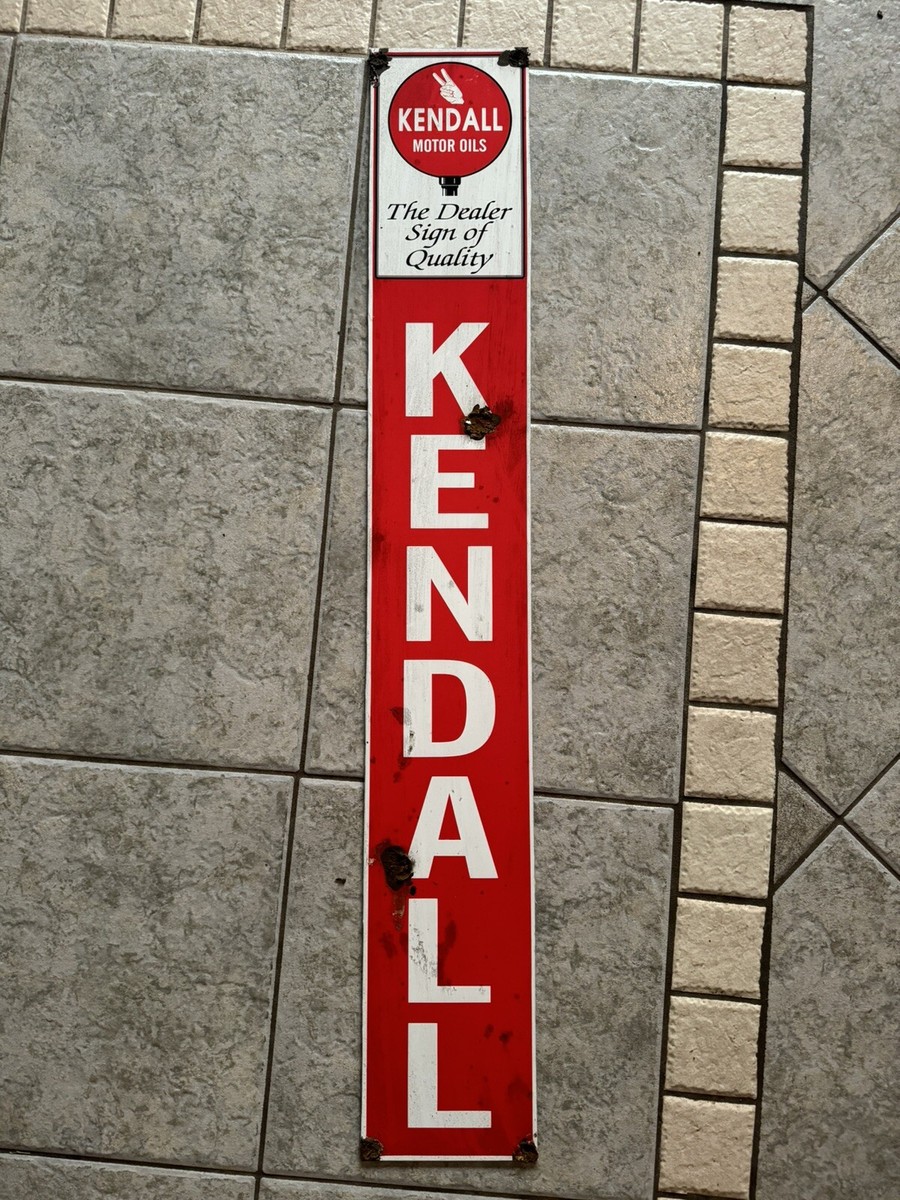 KENDALL
MOTOR OILS
The Dealer
Sign of
Quality
KENDALL